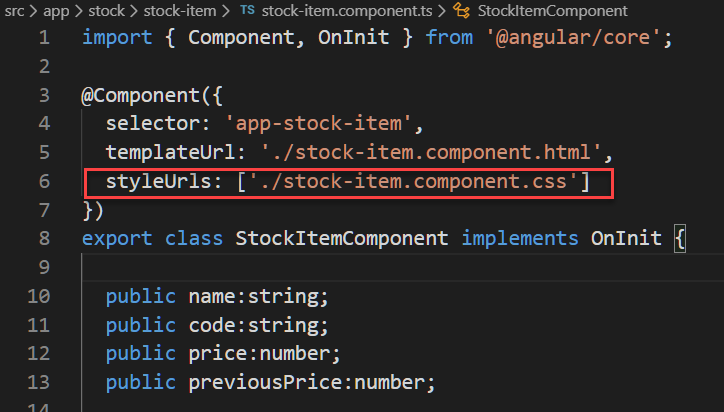 src > app > stock > stock-item > TS stock-item.component.ts > StockItemComponent
1 import { Component, OnInit } from '@angular/core';
2
3 @Component({
4 selector: 'app-stock-item',
5 templateUrl: './stock-item.component.html',
6 styleUrls: ['./stock-item.component.css']
7 })
8 export class StockItemComponent implements OnInit {
9
10 public name:string;
11 public code:string;
12 public price:number;
13 public previousPrice:number;
14